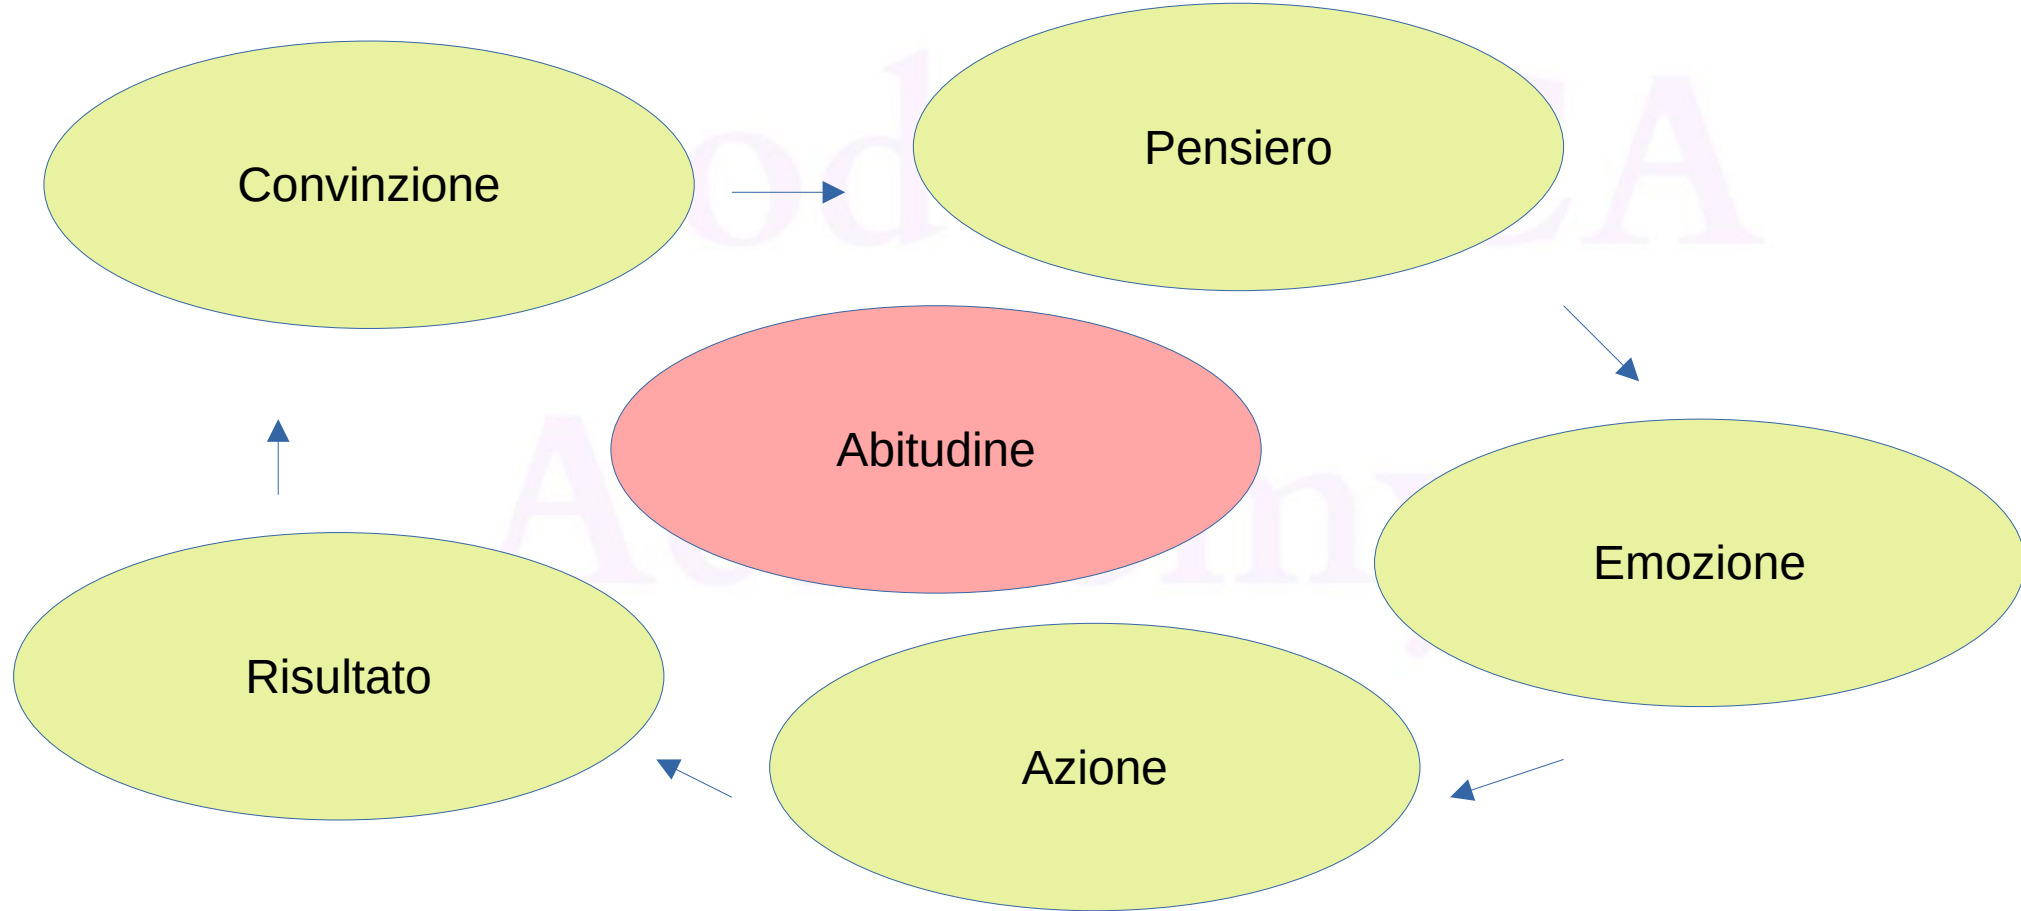 Convinzione
Pensiero
Abitudine
Emozione
Risultato
Azione